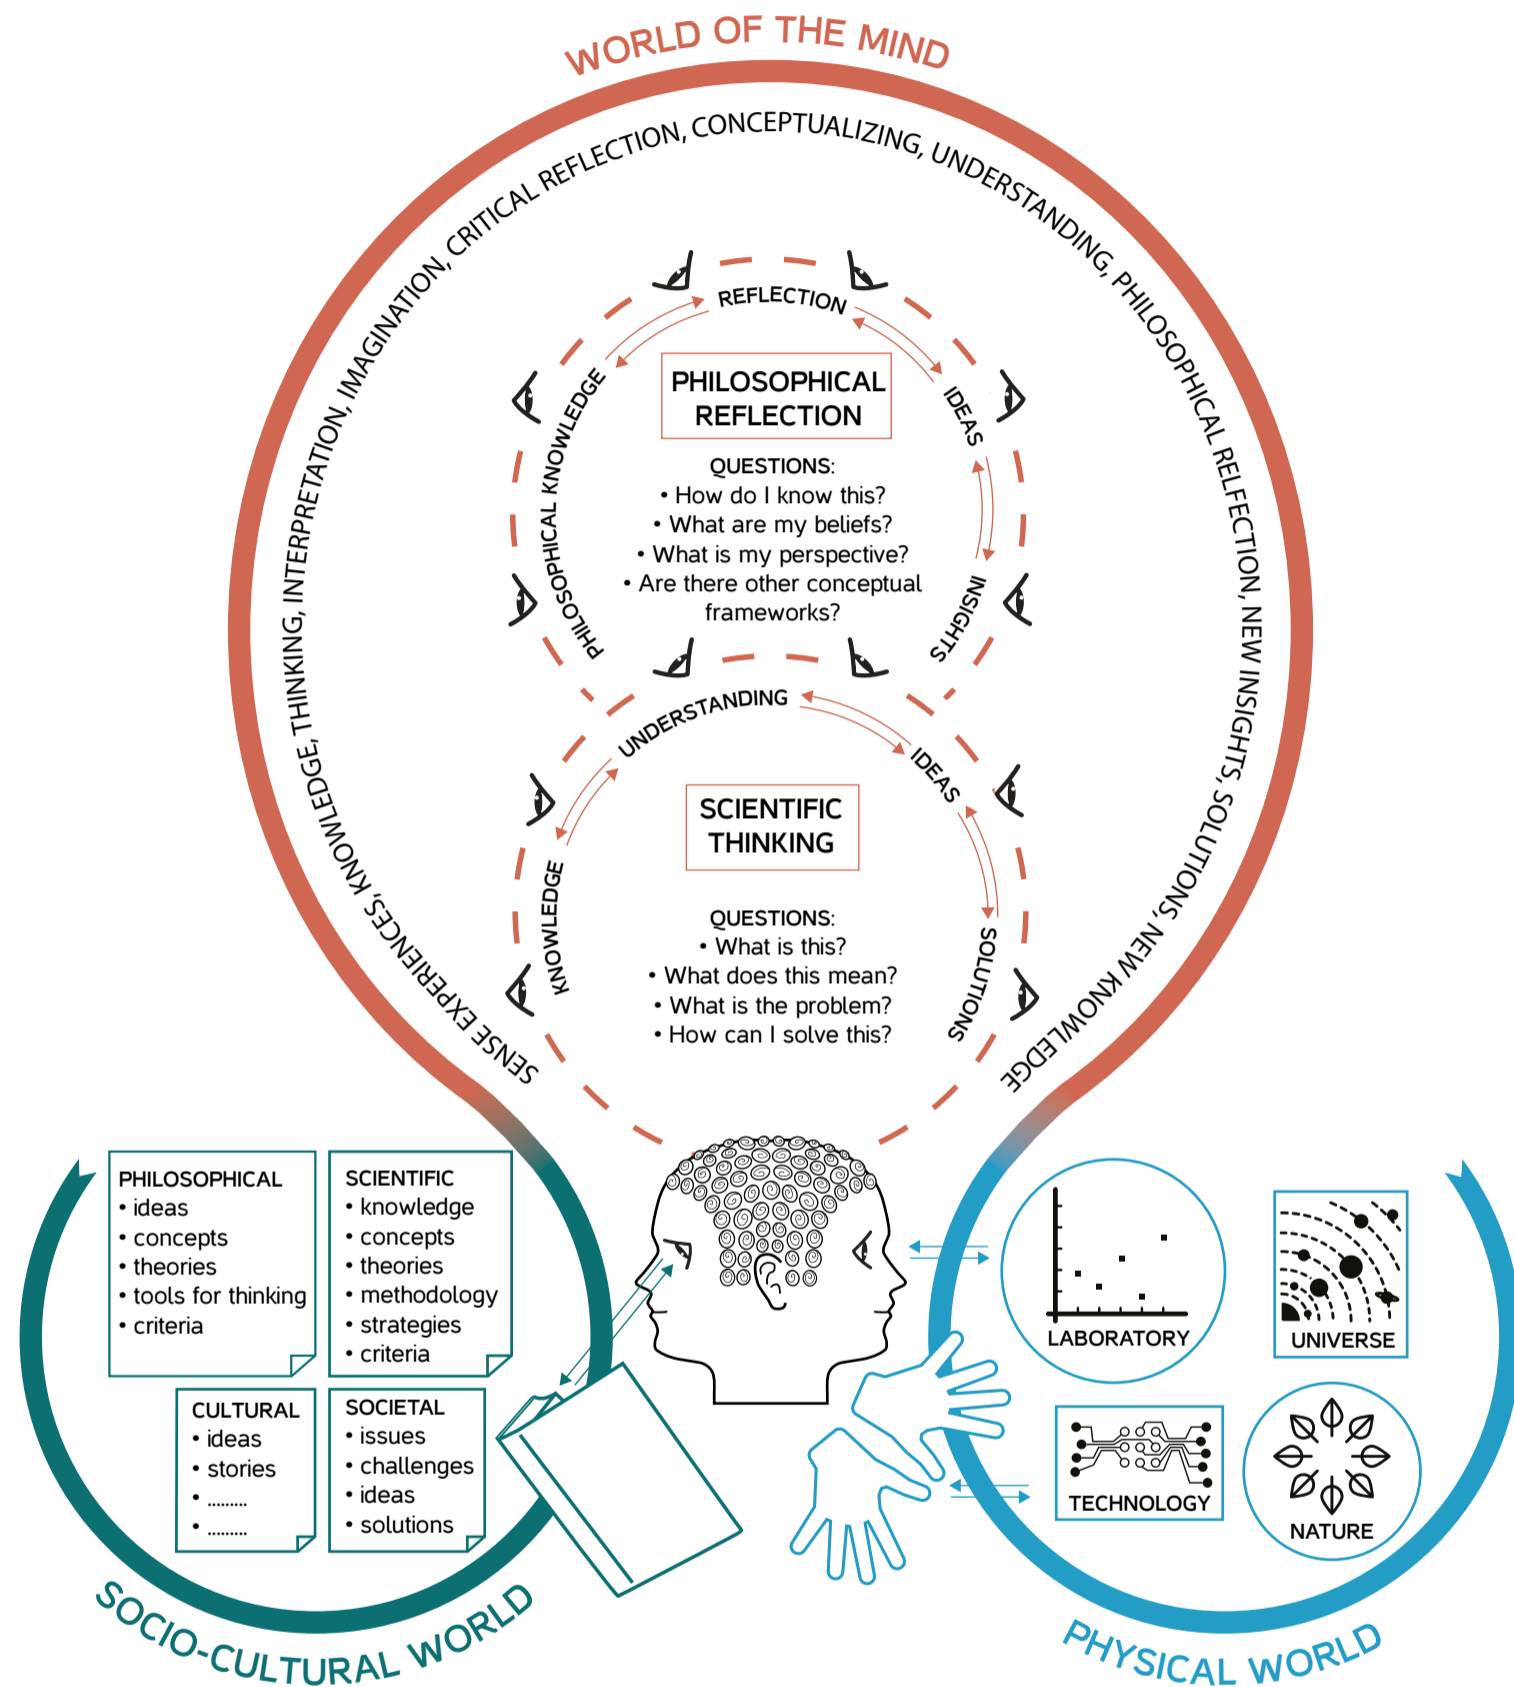 WORLD OF THE MIND
SENSE EXPERIENCES, KNOWLEDGE, THINKING, INTERPRETATION, IMAGINATION, CRITICAL REFLECTION, CONCEPTUALIZING, UNDERSTANDING, PHILOSOPHICAL RELFECTION, NEW INSIGHTS, SOLUTIONS, NEW KNOWLEDGE
PHILOSOPHICAL KNOWLEDGE
REFLECTION
IDEAS
INSIGHTS
PHILOSOPHICAL
REFLECTION
QUESTIONS:
• How do I know this?
• What are my beliefs?
• What is my perspective?
• Are there other conceptual
frameworks?
KNOWLEDGE
UNDERSTANDING
IDEAS
SOLUTIONS
SCIENTIFIC
THINKING
QUESTIONS:
• What is this?
• What does this mean?
• What is the problem?
• How can I solve this?
PHILOSOPHICAL
• ideas
• concepts
• theories
• tools for thinking
• criteria
SCIENTIFIC
• knowledge
• concepts
• theories
• methodology
• strategies
• criteria
CULTURAL
• ideas
• stories
• .........
• .........
SOCIETAL
• issues
• challenges
• ideas
• solutions
SOCIO-CULTURAL WORLD
LABORATORY
UNIVERSE
TECHNOLOGY
NATURE
PHYSICAL WORLD